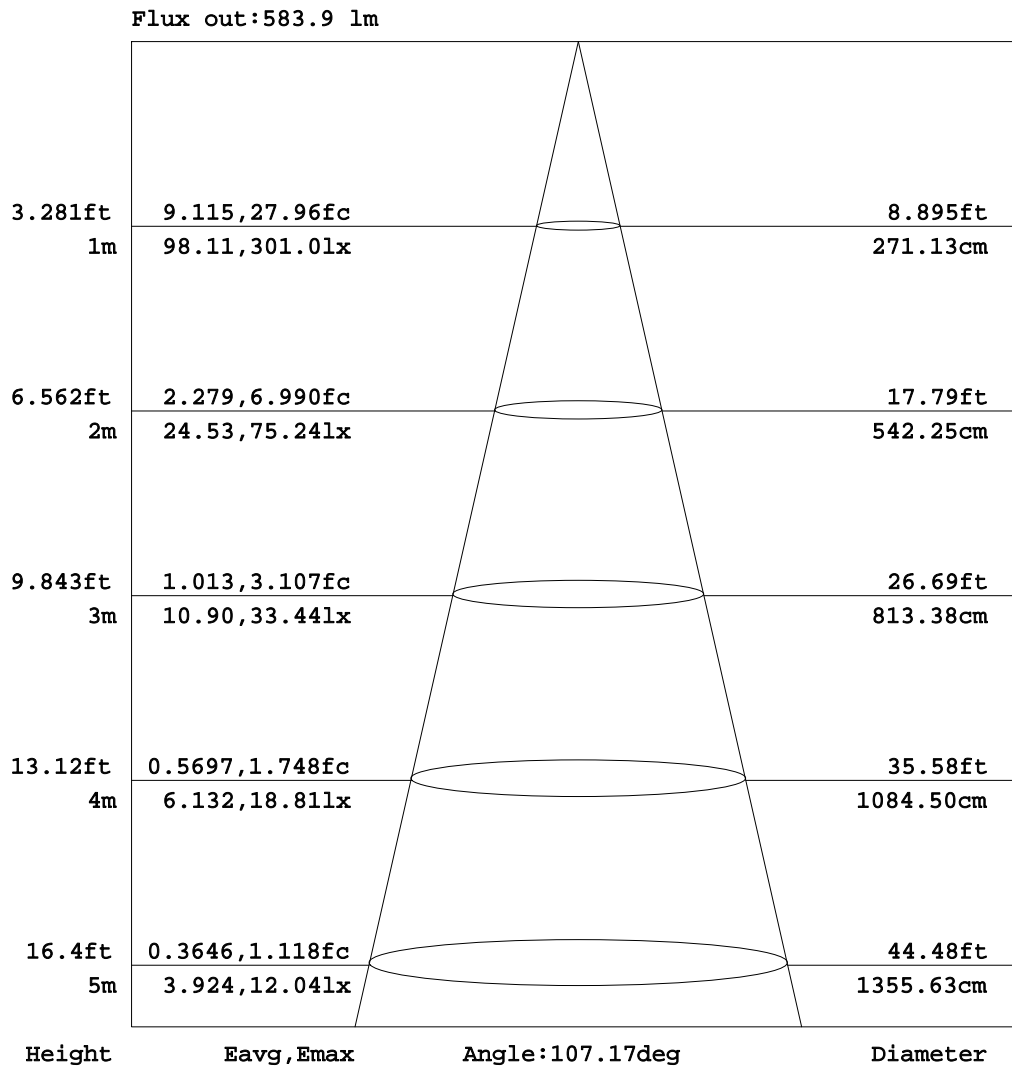 Flux out:583.9 lm
3.281ft 9.115,27.96fc 8.895ft
1m 98.11,301.0lx 271.13cm
6.562ft 2.279,6.990fc 17.79ft
2m 24.53,75.24lx 542.25cm
9.843ft 1.013,3.107fc 26.69ft
3m 10.90,33.44lx 813.38cm
13.12ft 0.5697,1.748fc 35.58ft
4m 6.132,18.81lx 1084.50cm
16.4ft 0.3646,1.118fc 44.48ft
5m 3.924,12.04lx 1355.63cm
Height Eavg,Emax Angle:107.17deg Diameter